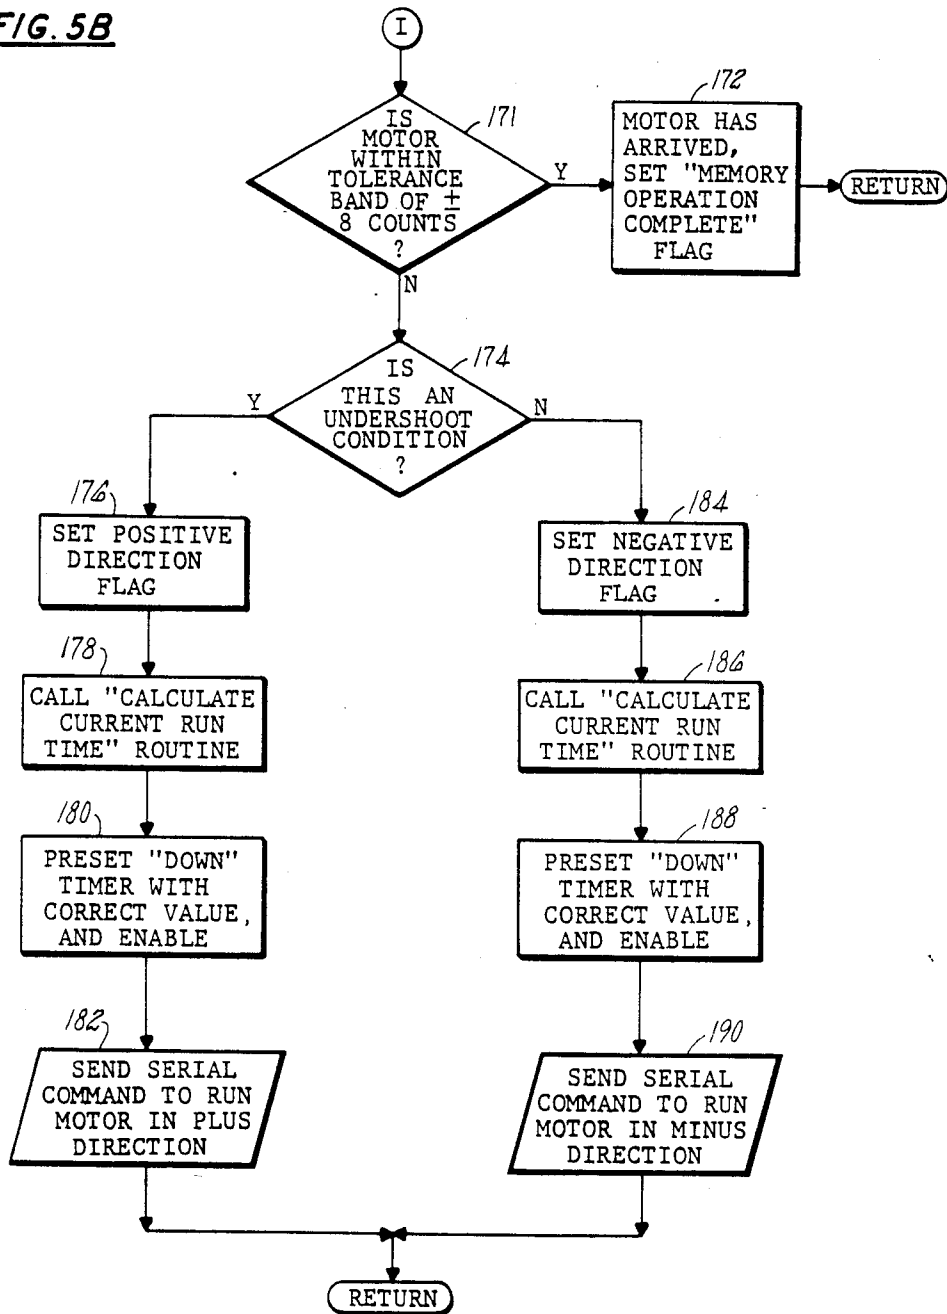 FIG. 5B
I
171
IS
MOTOR
WITHIN
TOLERANCE
BAND OF ±
8 COUNTS
?
Y
N
172
MOTOR HAS
ARRIVED,
SET "MEMORY
OPERATION
COMPLETE"
FLAG
RETURN
174
IS
THIS AN
UNDERSHOOT
CONDITION
?
Y
N
176
SET POSITIVE
DIRECTION
FLAG
178
CALL "CALCULATE
CURRENT RUN
TIME" ROUTINE
180
PRESET "DOWN"
TIMER WITH
CORRECT VALUE,
AND ENABLE
182
SEND SERIAL
COMMAND TO RUN
MOTOR IN PLUS
DIRECTION
184
SET NEGATIVE
DIRECTION
FLAG
186
CALL "CALCULATE
CURRENT RUN
TIME" ROUTINE
188
PRESET "DOWN"
TIMER WITH
CORRECT VALUE,
AND ENABLE
190
SEND SERIAL
COMMAND TO RUN
MOTOR IN MINUS
DIRECTION
RETURN